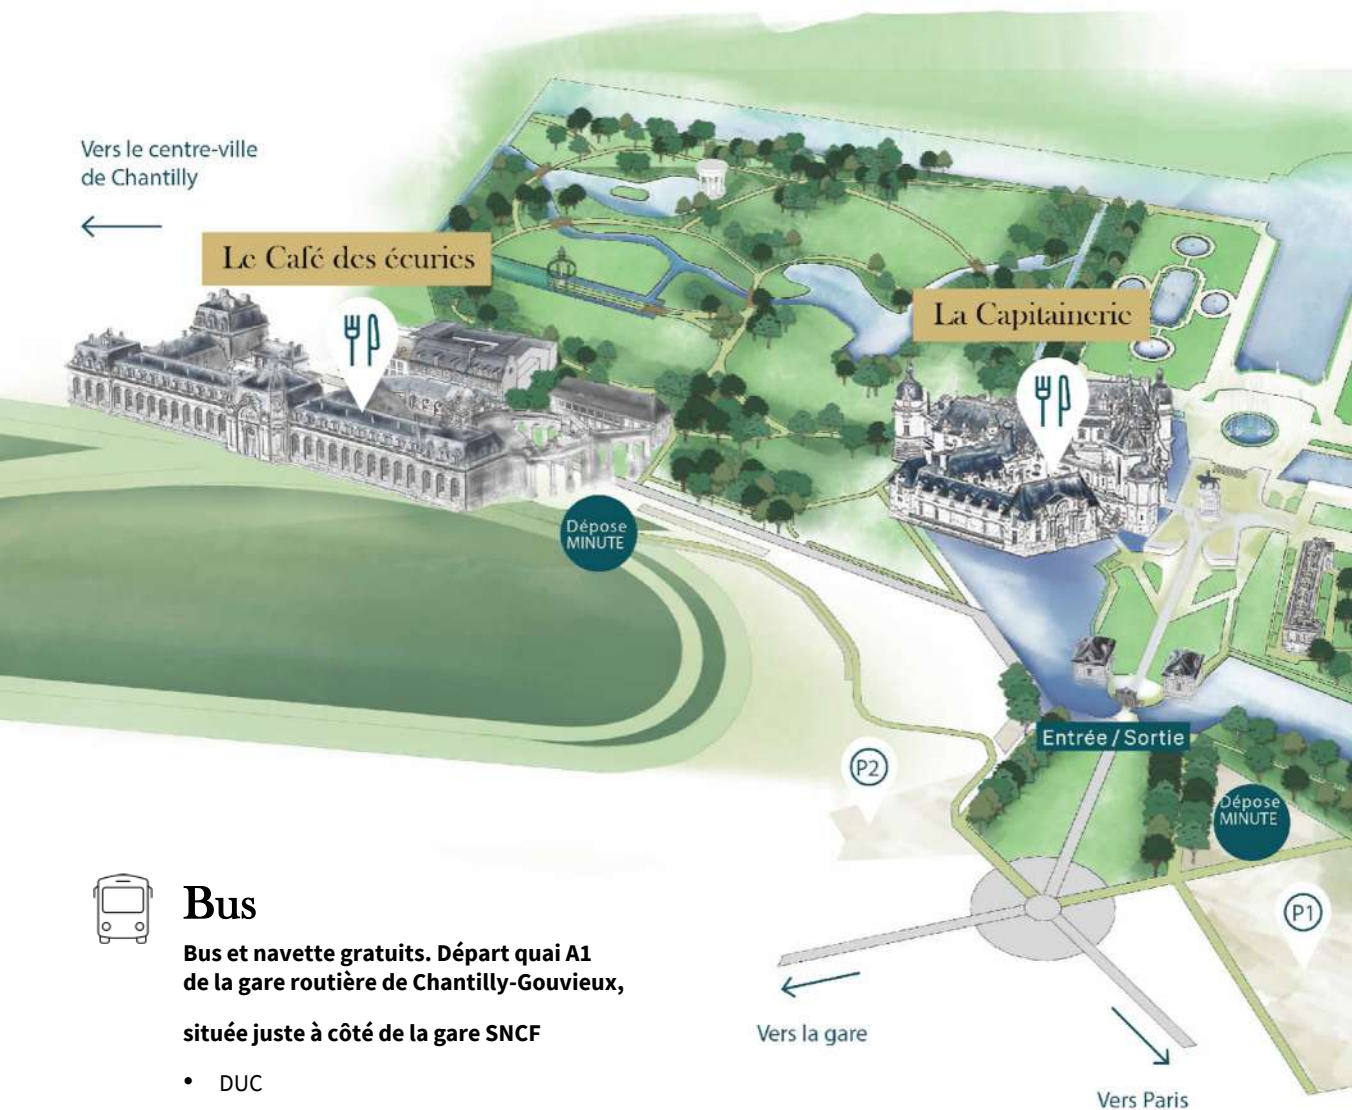 Vers le centre-ville
de Chantilly
Le Café des écuries
La Capitainerie
Dépose
MINUTE
Entrée / Sortie
P2
Dépose
MINUTE
P1
Bus
Bus et navette gratuits. Départ quai A1
de la gare routière de Chantilly-Gouvieux,
située juste à côté de la gare SNCF
• DUC
Vers la gare
Vers Paris